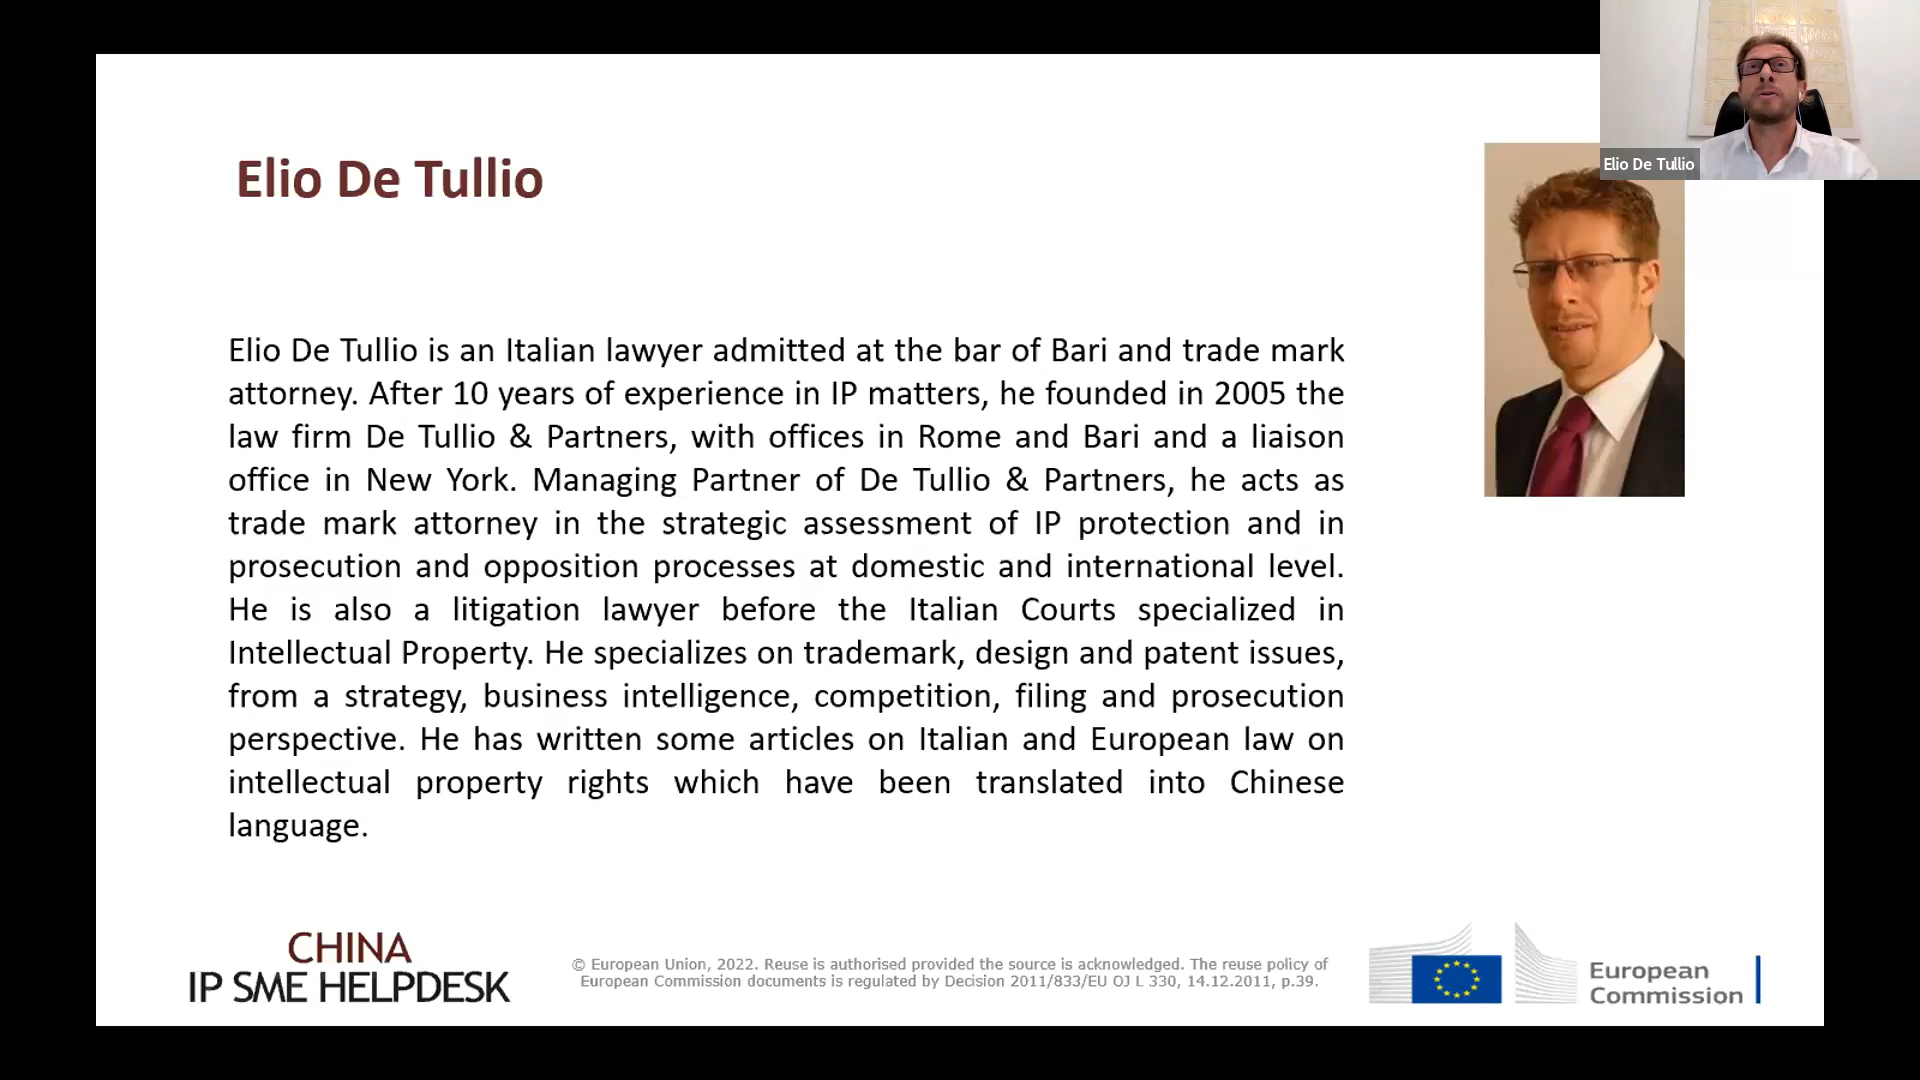 Elio De Tullio
Elio De Tullio
Elio De Tullio is an Italian lawyer admitted at the bar of Bari and trade mark
attorney. After 10 years of experience in IP matters, he founded in 2005 the
law firm De Tullio & Partners, with offices in Rome and Bari and a liaison
office in New York. Managing Partner of De Tullio & Partners, he acts as
trade mark attorney in the strategic assessment of IP protection and in
prosecution and opposition processes at domestic and international level.
He is also a litigation lawyer before the Italian Courts specialized in
Intellectual Property. He specializes on trademark, design and patent issues,
from a strategy, business intelligence, competition, filing and prosecution
perspective. He has written some articles on Italian and European law on
intellectual property rights which have been translated into Chinese
language.
CHINA
IP SME HELPDESK
© European Union, 2022. Reuse is authorised provided the source is acknowledged. The reuse policy of
European Commission documents is regulated by Decision 2011/833/EU OJ L 330, 14.12.2011, p.39.
European
Commission